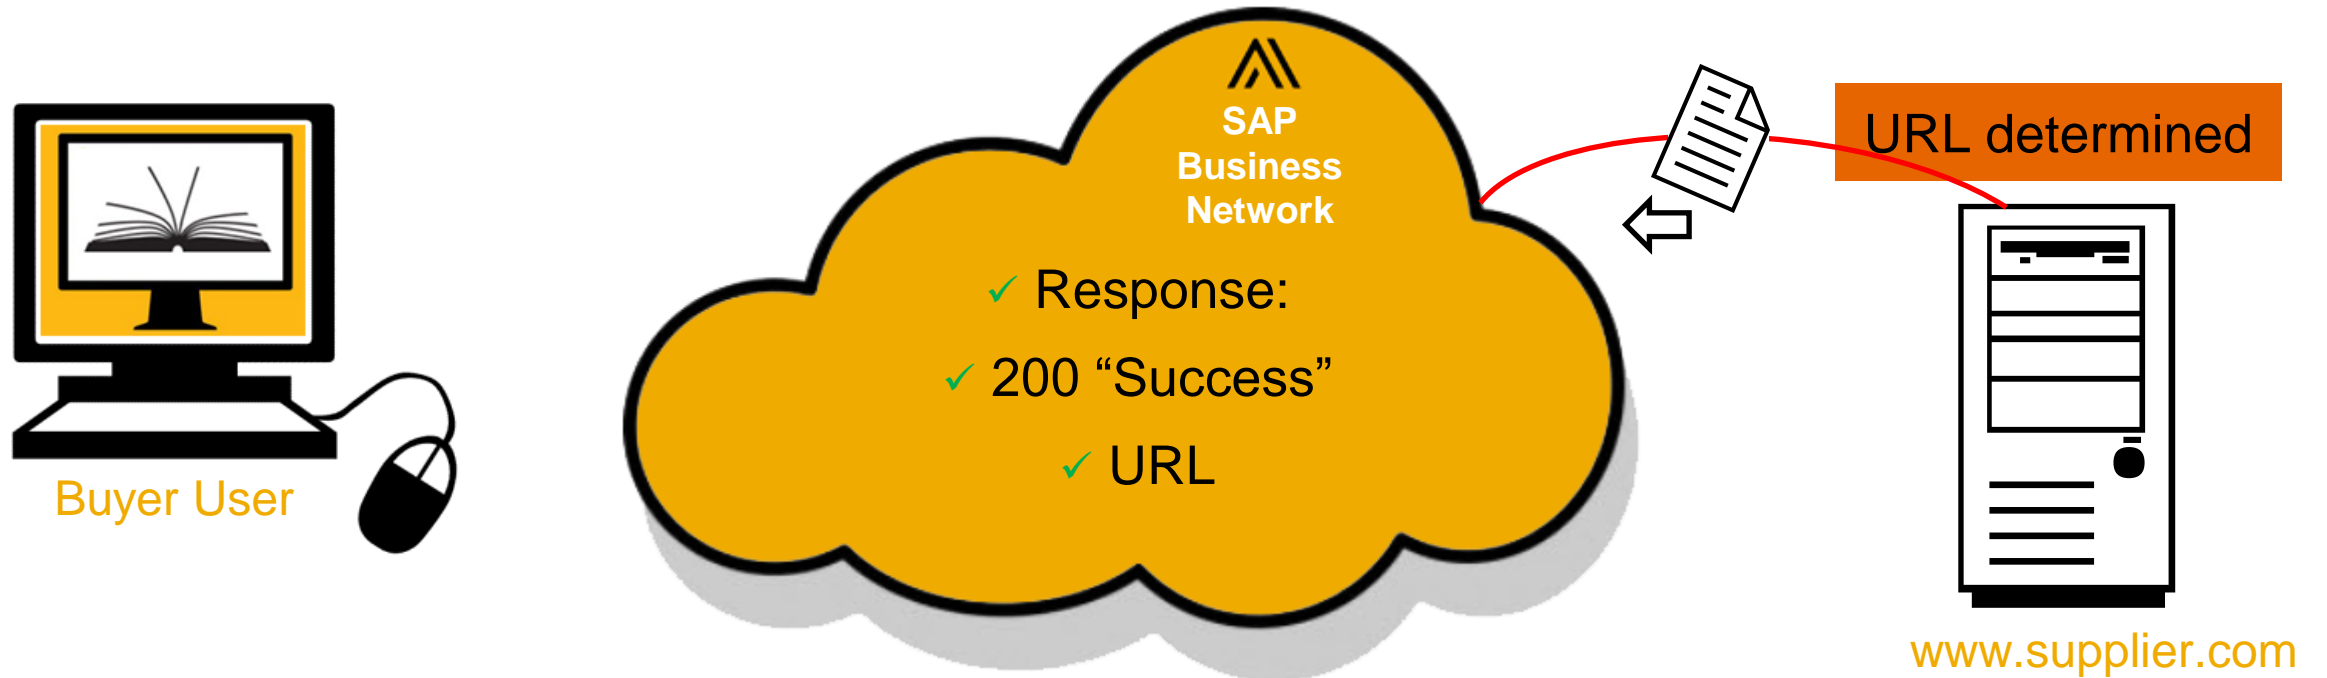 SAP
Business
Network
✓ Response:
✓ 200 “Success”
✓ URL
URL determined
Buyer User
www.supplier.com